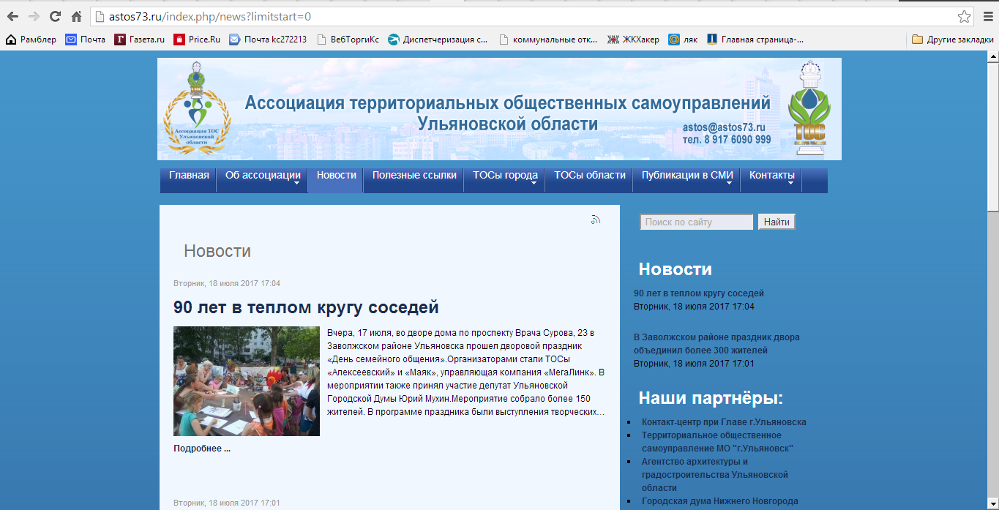 astos73.ru/index.php/news?limitstart=0
Рамблер
Почта
Газета.ru
Price.Ru
Почта kc272213
ВебТоргиКс
Диспетчеризация с...
коммунальные отк...
ЖКХакер
ляк
Главная страница-...
Другие закладки
Ассоциация ТОС
Ульяновской
области
Ассоциация территориальных общественных самоуправлений
Ульяновской области
astos@astos73.ru
тел. 8 917 6090 999
ТОС
Главная
Об ассоциации
Новости
Полезные ссылки
ТОСы города
ТОСы области
Публикации в СМИ
Контакты
Новости
Вторник, 18 июля 2017 17:04
90 лет в теплом кругу соседей
Вчера, 17 июля, во дворе дома по проспекту Врача Сурова, 23 в
Заволжском районе Ульяновска прошел дворовой праздник
«День семейного общения».Организаторами стали ТОСы
«Алексеевский» и «Маяк», управляющая компания «МегаЛинк». В
мероприятии также принял участие депутат Ульяновской
Городской Думы Юрий Мухин.Мероприятие собрало более 150
жителей. В программе праздника были выступления творческих...
Подробнее ...
Вторник, 18 июля 2017 17:01
Поиск по сайту
Найти
Новости
90 лет в теплом кругу соседей
Вторник, 18 июля 2017 17:04
В Заволжском районе праздник двора
объединил более 300 жителей
Вторник, 18 июля 2017 17:01
Наши партнёры:
Контакт-центр при Главе г.Ульяновска
Территориальное общественное
самоуправление МО "г.Ульяновск"
Агентство архитектуры и
градостроительства Ульяновской
области
Городская дума Нижнего Новгорода